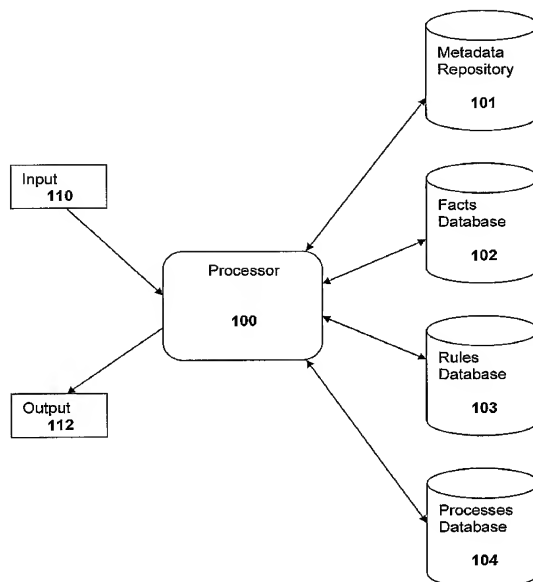 Metadata
Repository
101
Input
110
Facts
Database
102
Processor
100
Rules
Database
103
Output
112
Processes
Database
104